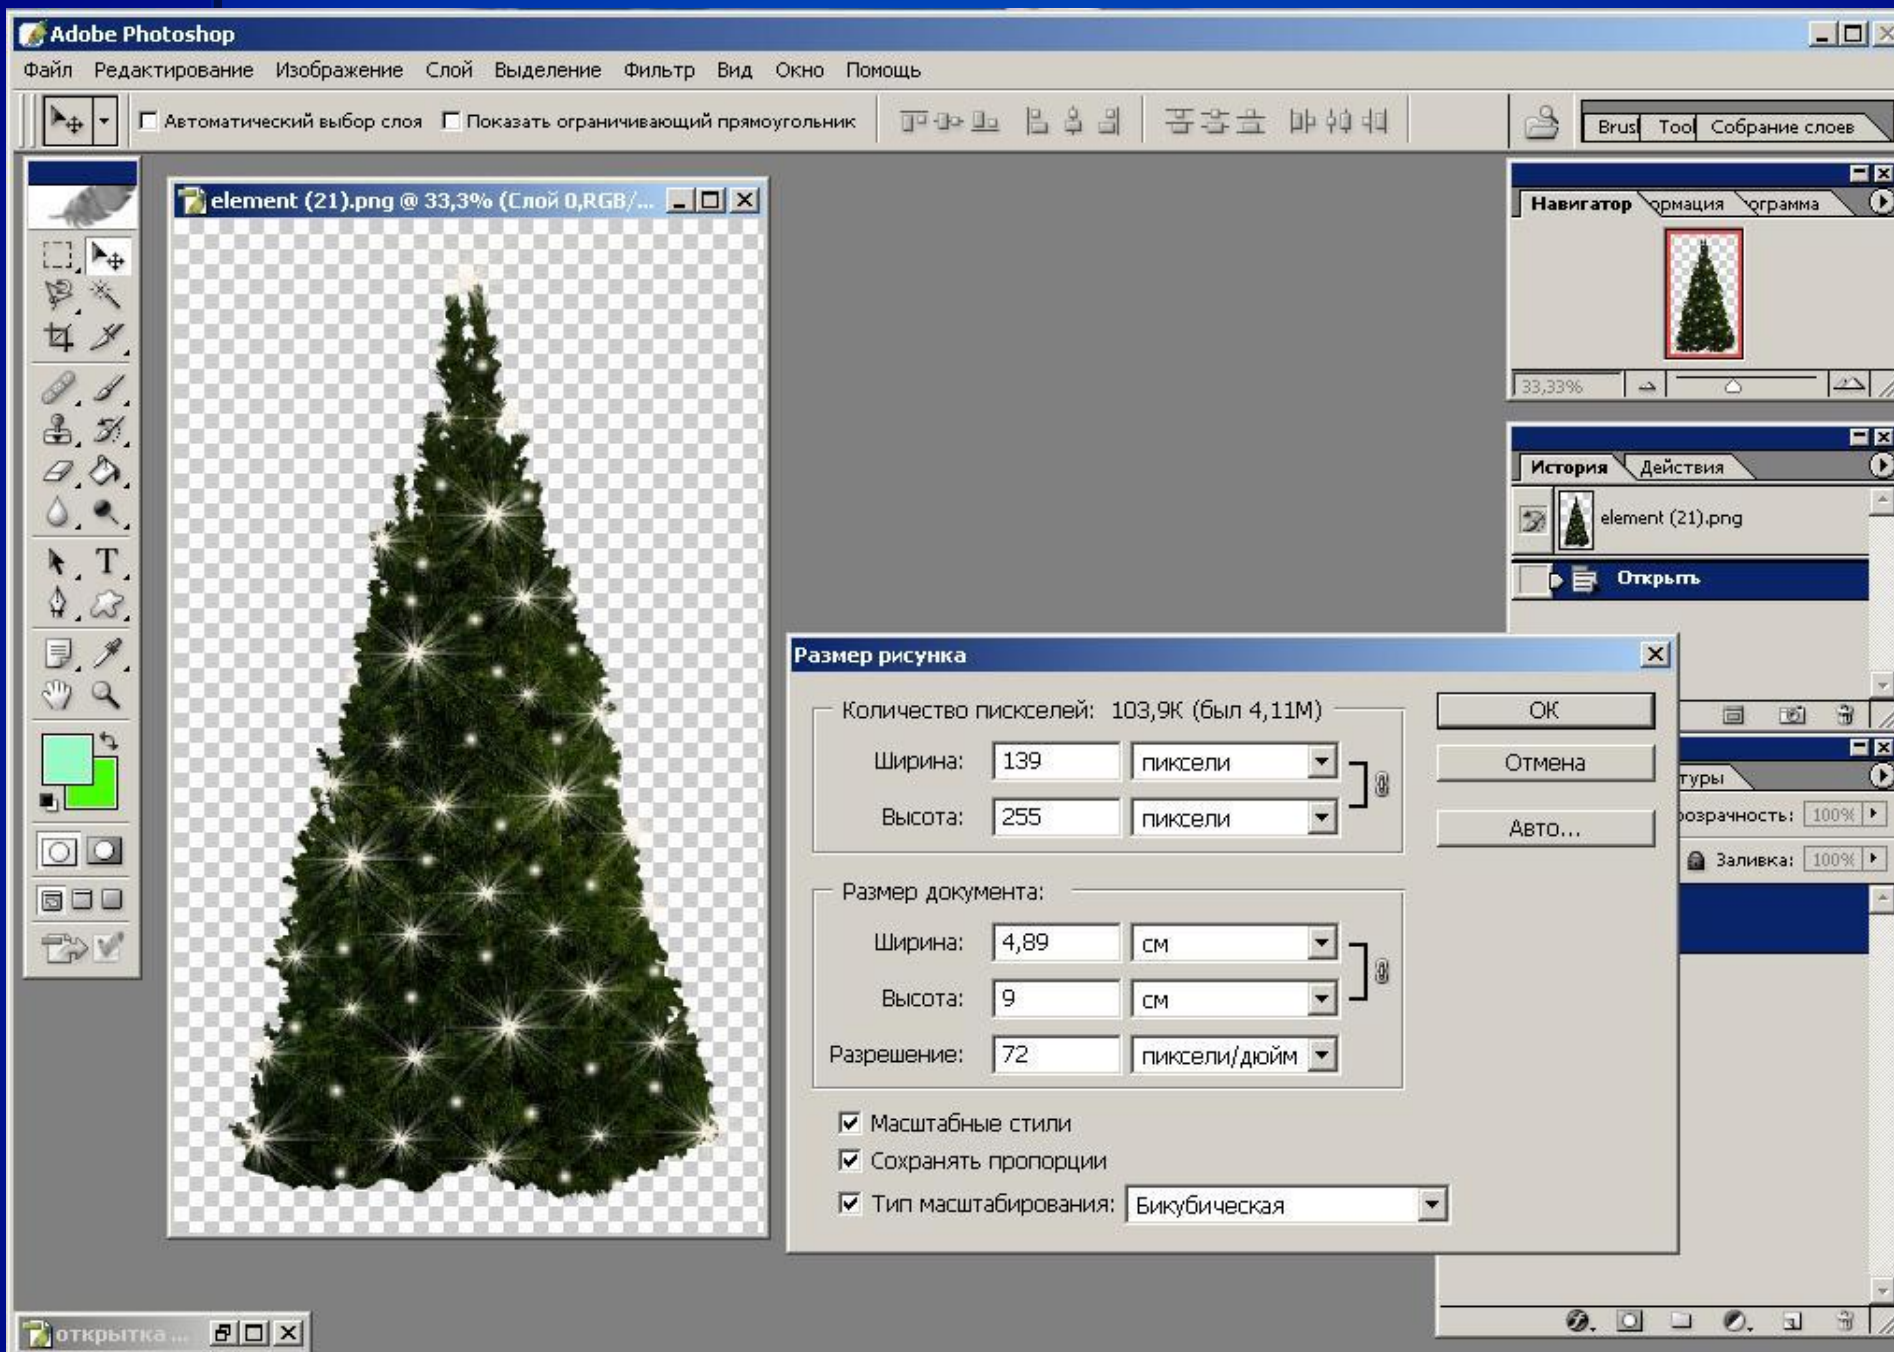 Adobe Photoshop
Файл Редактирование Изображение Слой Выделение Фильтр Вид Окно Помощь
Автоматический выбор слоя Показать ограничивающий прямоугольник
Brus Tool Собрание слоев
element (21).png @ 33,3% (Слой 0,RGB/...
Навигатор ормация ограмма
33,33%
История Действия
element (21).png
Открыть
T
Размер рисунка
Количество пискселей: 103,9К (был 4,11М)
Ширина: 139 пиксели
Высота: 255 пиксели
Размер документа:
Ширина: 4,89 см
Высота: 9 см
Разрешение: 72 пиксели/дюйм
Масштабные стили
Сохранять пропорции
Тип масштабирования: Бикубическая
ОК
Отмена
Авто...
туры
розрачность: 100%
Заливка: 100%
открытка ...